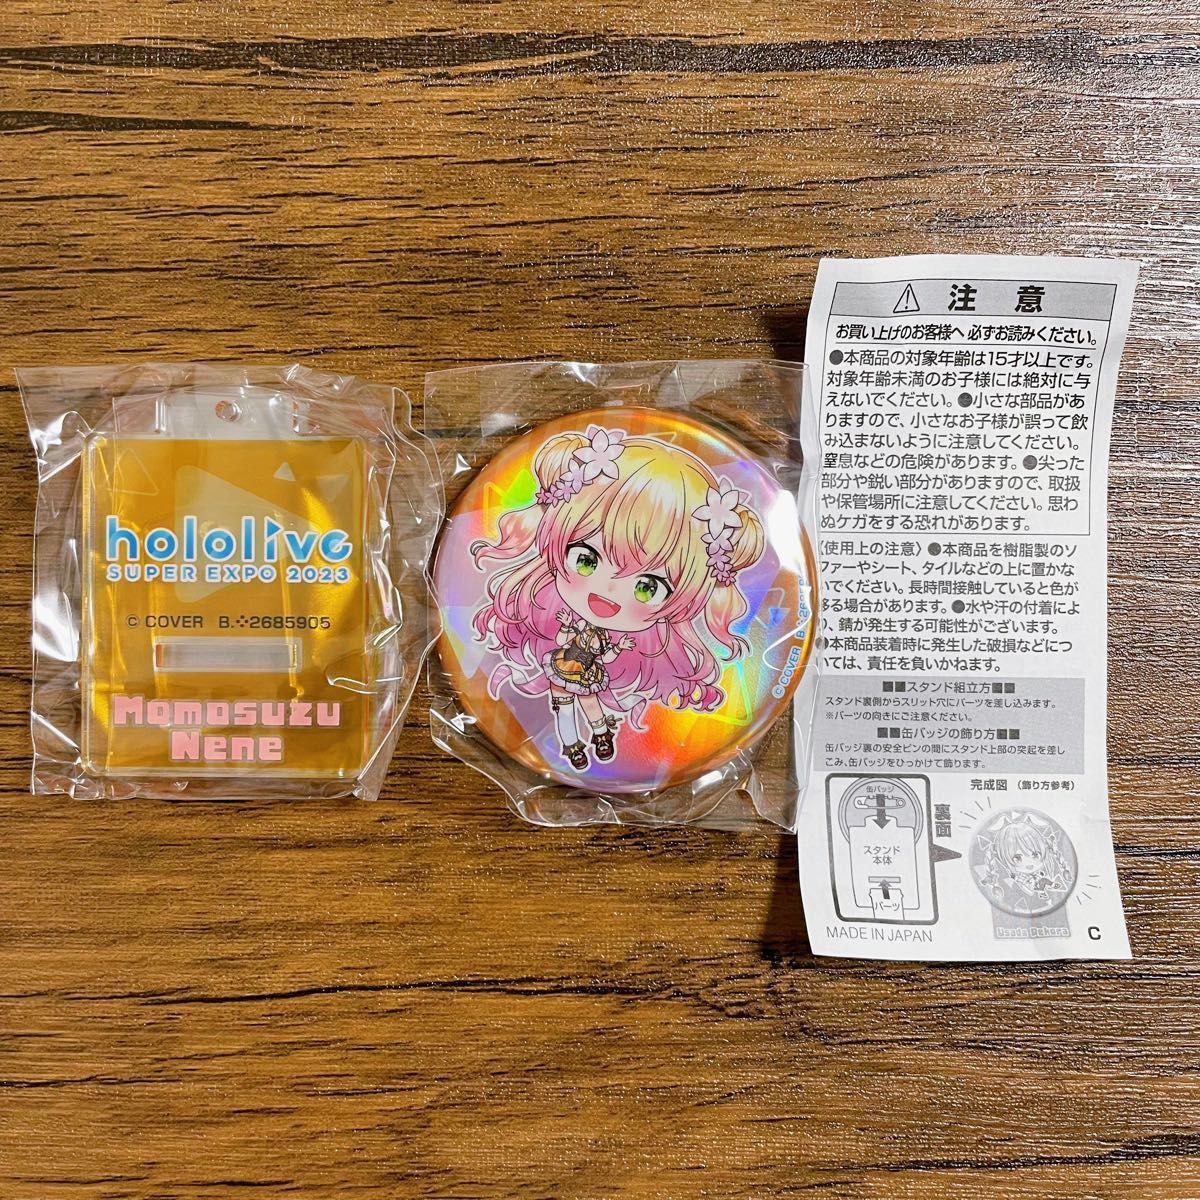 hololive
SUPER EXPO 2023
© COVER B.2685905
Momosuzu
Nene
© COVER B.26859
⚠ 注 意
お買い上げのお客様へ 必ずお読みください。
●本商品の対象年齢は15才以上です。
対象年齢未満のお子様には絶対に与
えないでください。●小さな部品があ
りますので、小さなお子様が誤って飲
み込まないように注意してください。
窒息などの危険があります。●尖った
部分や鋭い部分がありますので、取扱
や保管場所に注意してください。思わ
ぬケガをする恐れがあります。
〈使用上の注意〉●本商品を樹脂製のソ
ファーやシート、タイルなどの上に置かな
いでください。長時間接触していると色が
移る場合があります。●水や汗の付着によ
り、錆が発生する可能性がございます。
●本商品装着時に発生した破損などにつ
いては、責任を負いかねます。
■■スタンド組立方■■
スタンド裏側からスリット穴にパーツを差し込みます。
※パーツの向きにご注意ください。
■■缶バッジの飾り方■■
缶バッジ裏の安全ピンの間にスタンド上部の突起を差し
こみ、缶バッジをひっかけて飾ります。
完成図 (飾り方参考)
缶バッジ
裏面
スタンド
本体
パーツ
Usada Pekora
MADE IN JAPAN
C